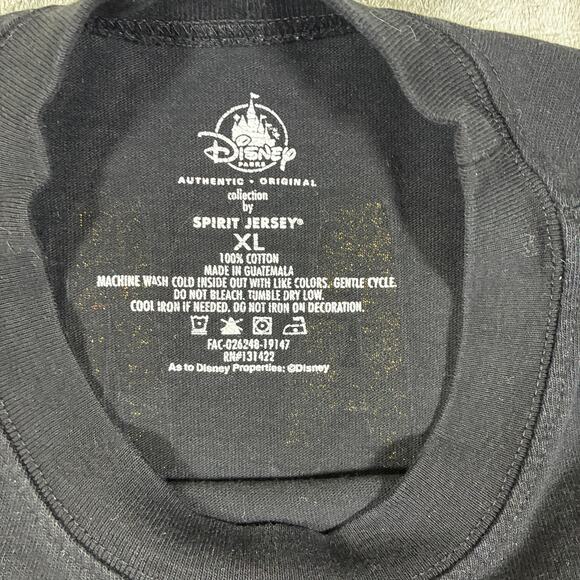 Disney
PARKS
AUTHENTIC • ORIGINAL
collection
by
SPIRIT JERSEY®
XL
100% COTTON
MADE IN GUATEMALA
MACHINE WASH COLD INSIDE OUT WITH LIKE COLORS. GENTLE CYCLE.
DO NOT BLEACH. TUMBLE DRY LOW.
COOL IRON IF NEEDED. DO NOT IRON ON DECORATION.
FAC-026248-19147
RN#131422
As to Disney Properties: ©Disney